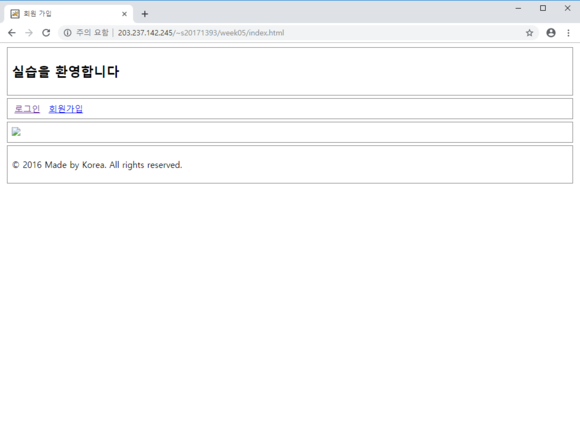 회원 가입
주의 요함 | 203.237.142.245/~s20171393/week05/index.html
실습을 환영합니다
로그인 회원가입
© 2016 Made by Korea. All rights reserved.